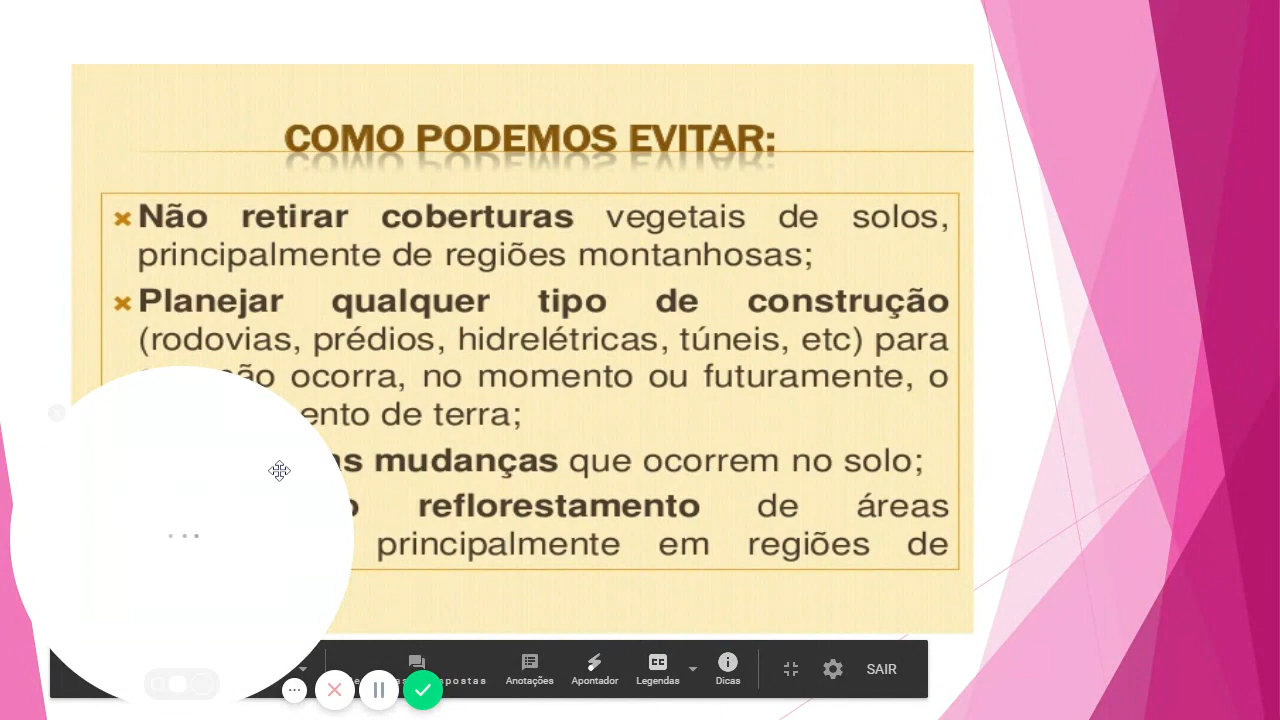 COMO PODEMOS EVITAR:
Não retirar coberturas vegetais de solos,
principalmente de regiões montanhosas;
Planejar qualquer tipo de construção
(rodovias, prédios, hidrelétricas, túneis, etc) para
ocorra, no momento ou futuramente, o
de terra;
mudanças que ocorrem no solo;
reflorestamento de áreas
principalmente em regiões de
Anotações
Apontador
Legendas
Dicas
SAIR